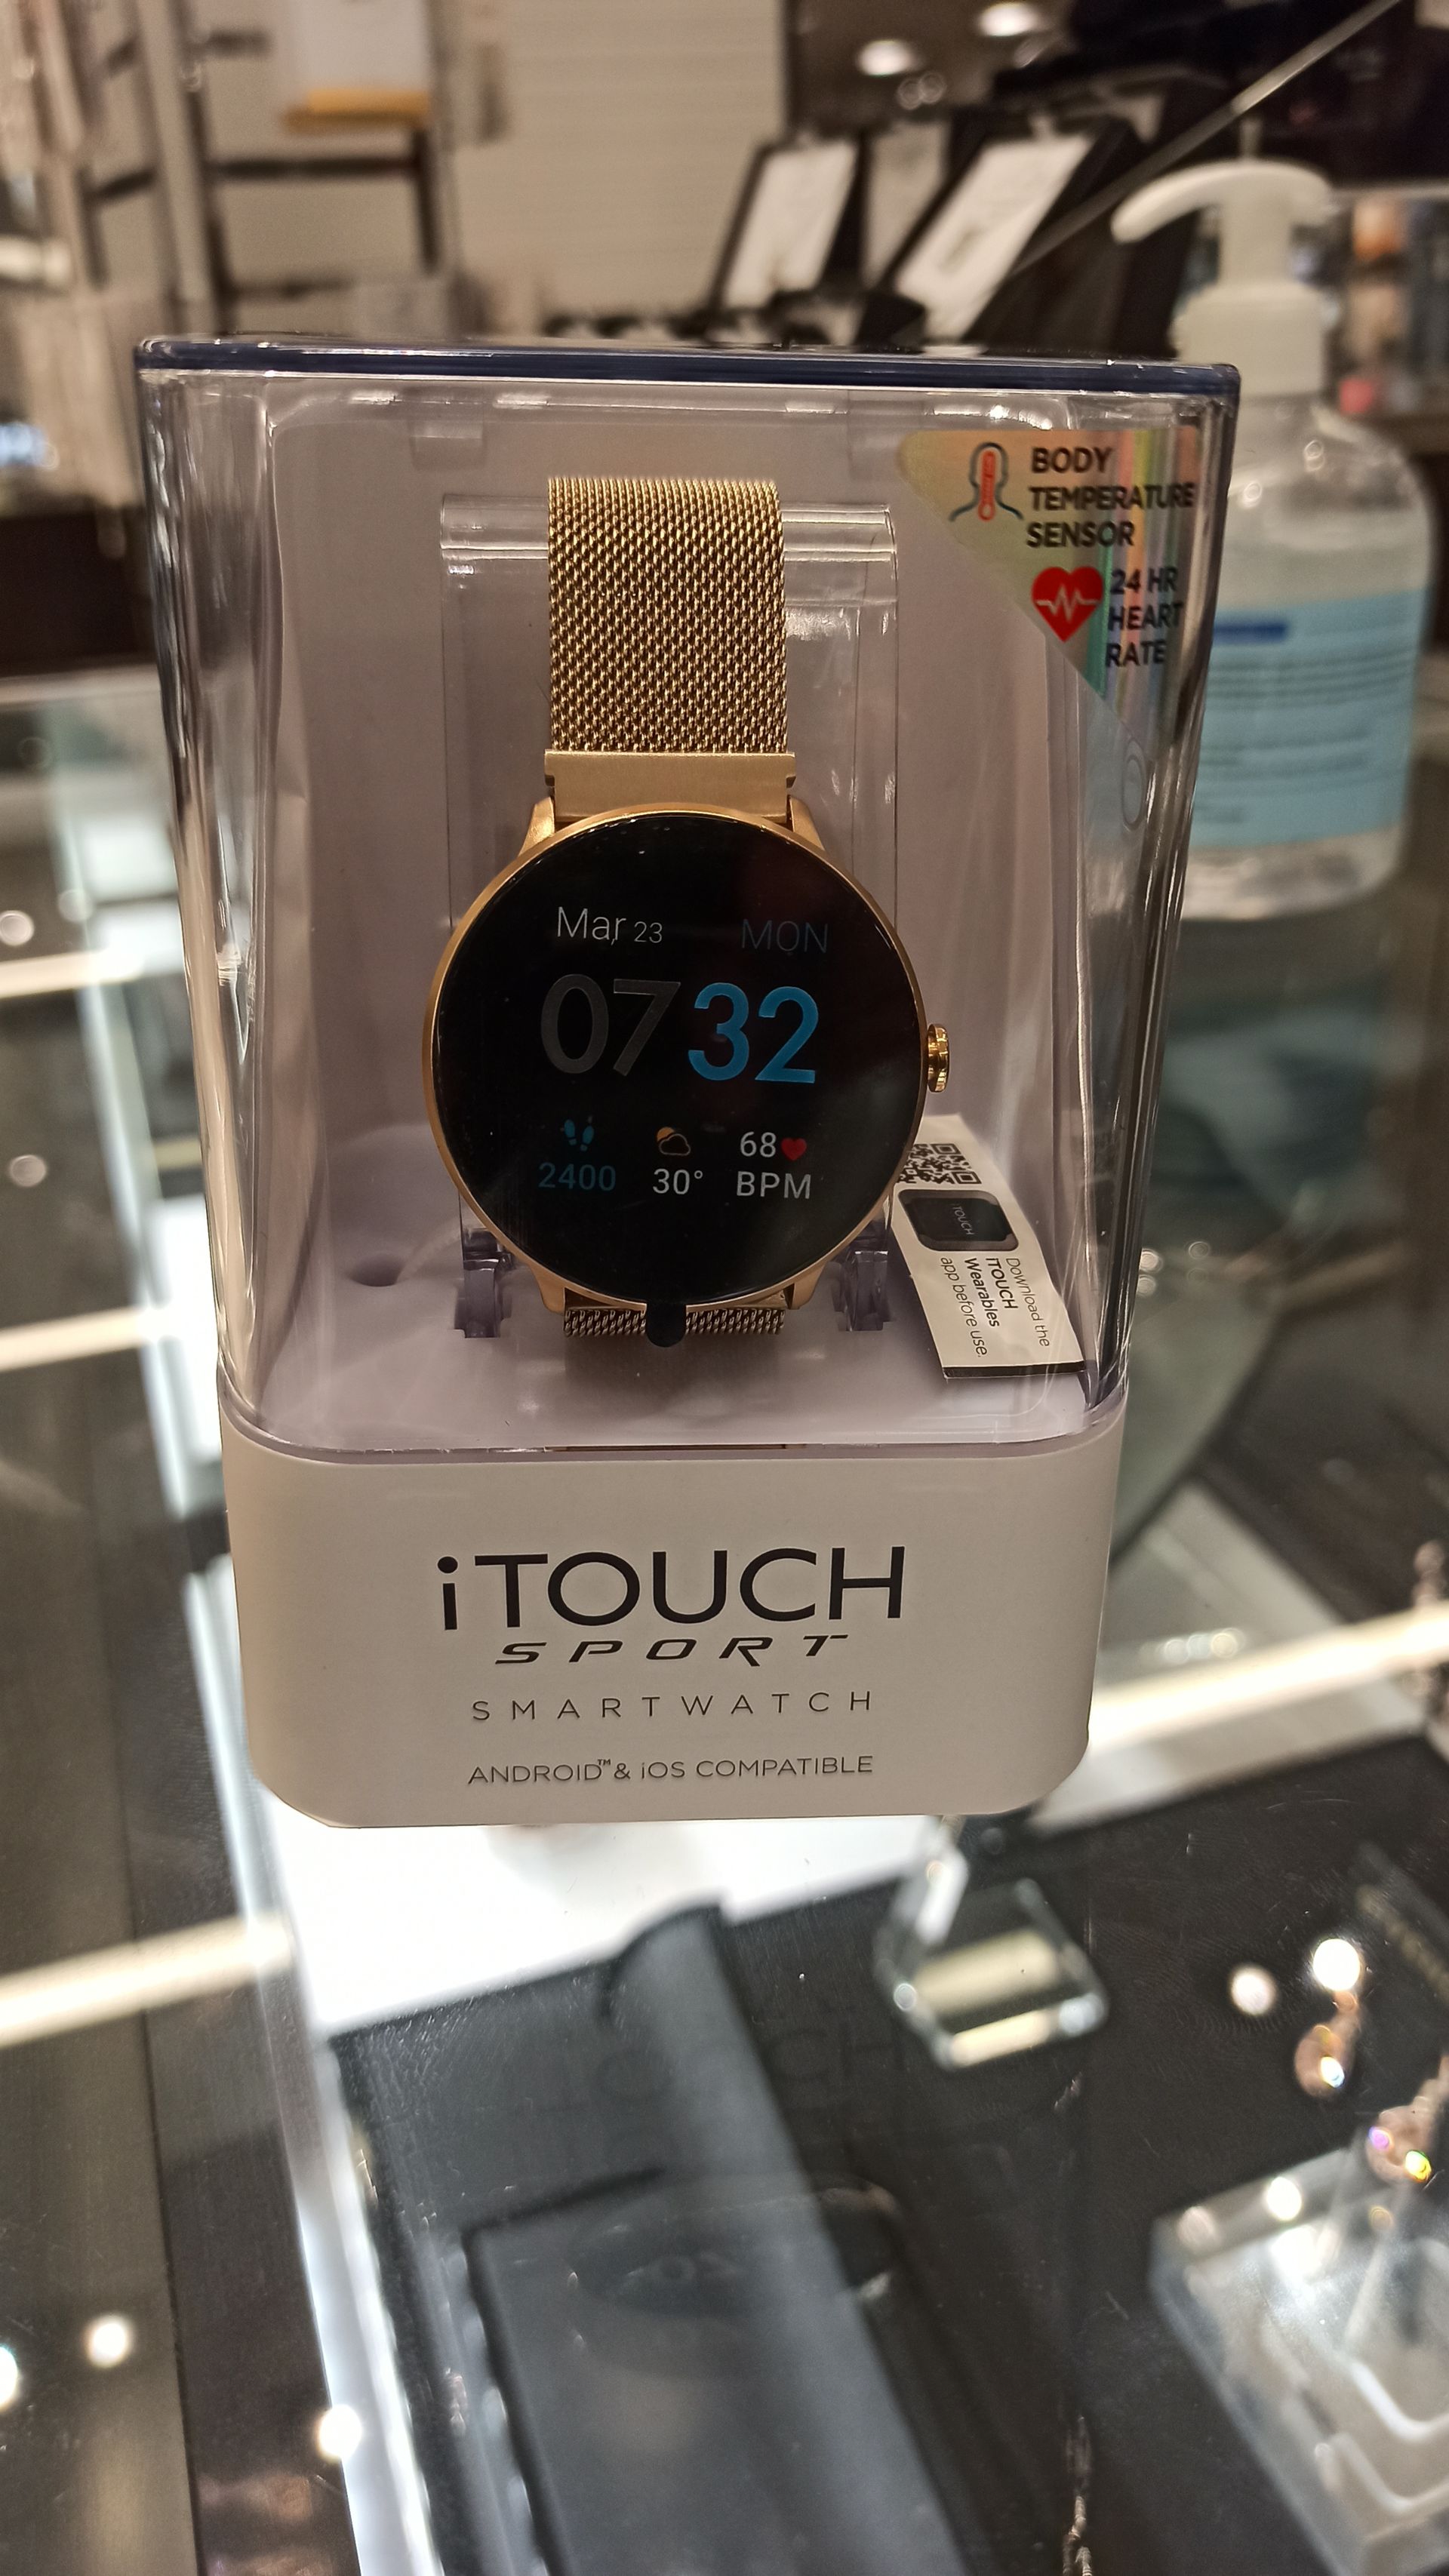 BODY
TEMPERATURE
SENSOR
24 HR
HEART
RATE
Mar 23 MON
07 32
2400 30° 68
BPM
iTOUCH
Download the
iTOUCH
Wearables
app before use.
iTOUCH
SPORT
SMARTWATCH
ANDROID™ & iOS COMPATIBLE